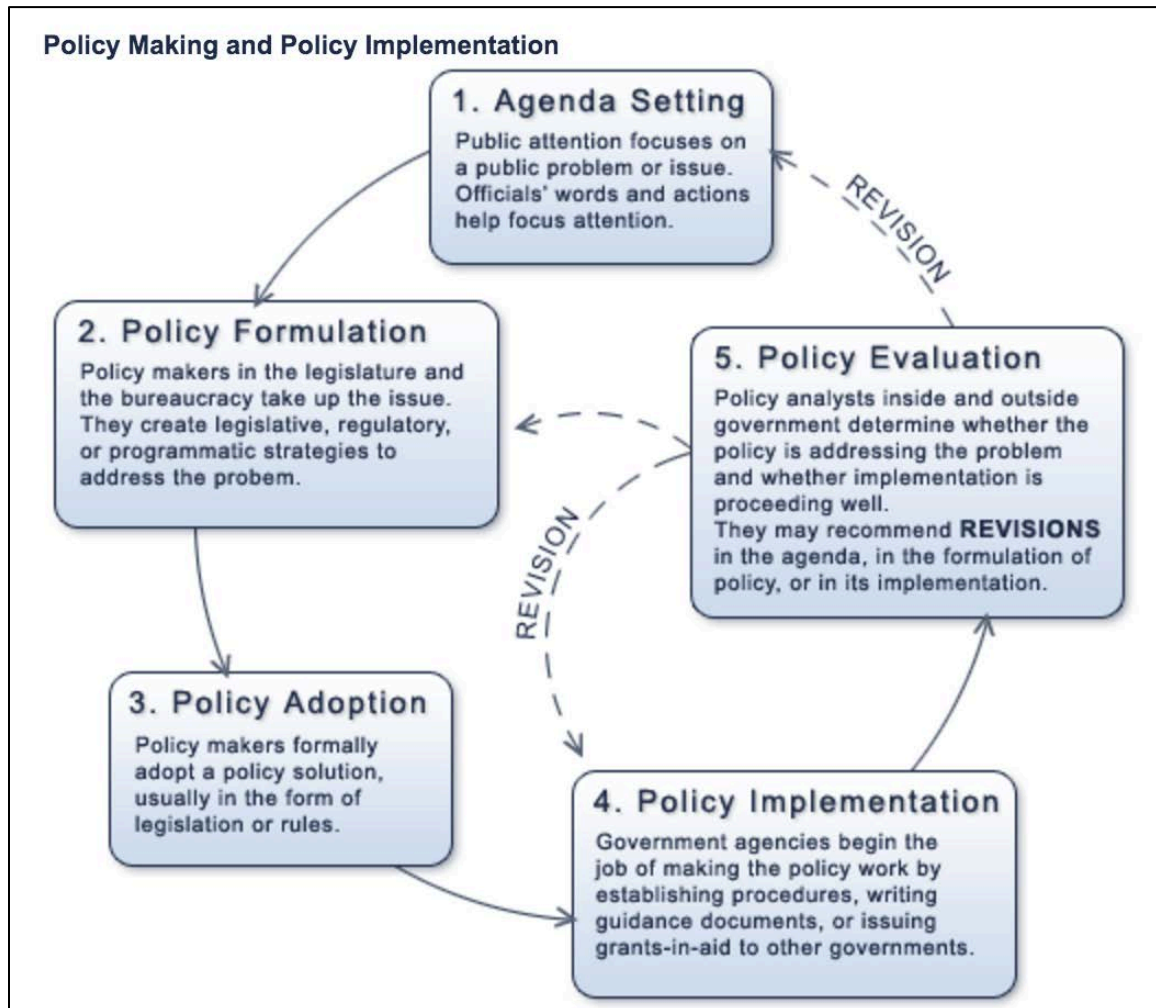 Policy Making and Policy Implementation
1. Agenda Setting
Public attention focuses on
a public problem or issue.
Officials' words and actions
help focus attention.
REVISION
2. Policy Formulation
Policy makers in the legislature and
the bureaucracy take up the issue.
They create legislative, regulatory,
or programmatic strategies to
address the probem.
5. Policy Evaluation
Policy analysts inside and outside
government determine whether the
policy is addressing the problem
and whether implementation is
proceeding well.
They may recommend REVISIONS
in the agenda, in the formulation of
policy, or in its implementation.
REVISION
3. Policy Adoption
Policy makers formally
adopt a policy solution,
usually in the form of
legislation or rules.
4. Policy Implementation
Government agencies begin the
job of making the policy work by
establishing procedures, writing
guidance documents, or issuing
grants-in-aid to other governments.